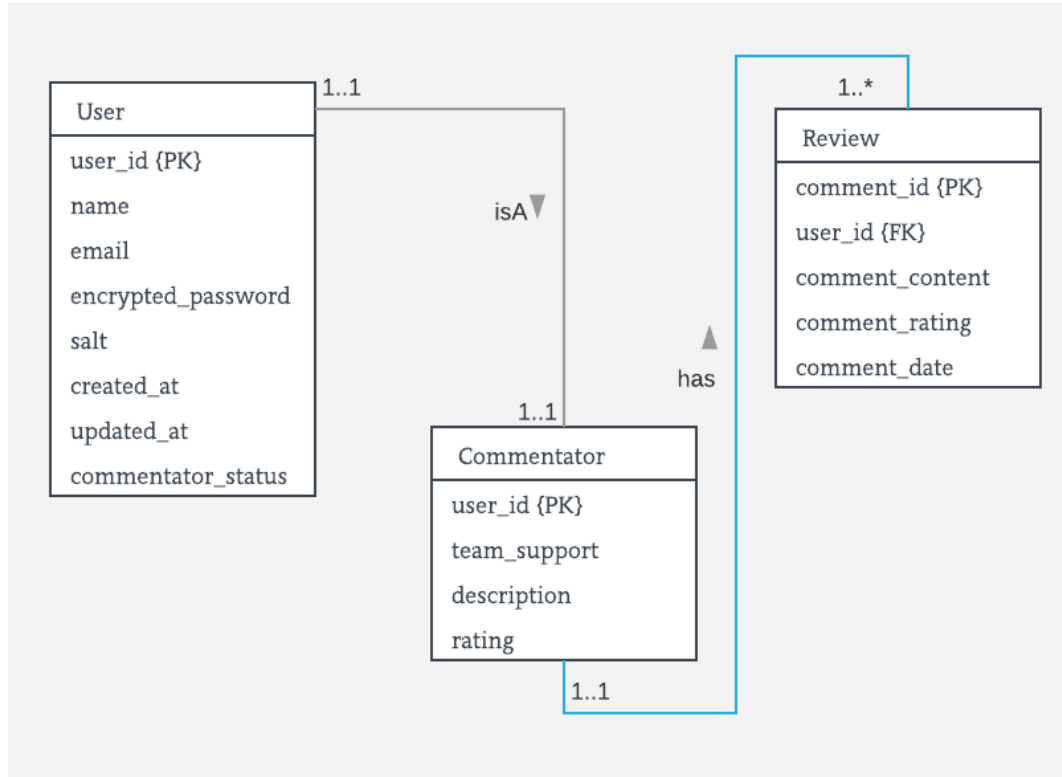 User
user_id {PK}
name
email
encrypted_password
salt
created_at
updated_at
commentator_status
1..1
isA
1..1
Commentator
user_id {PK}
team_support
description
rating
1..1
has
1..*
Review
comment_id {PK}
user_id {FK}
comment_content
comment_rating
comment_date